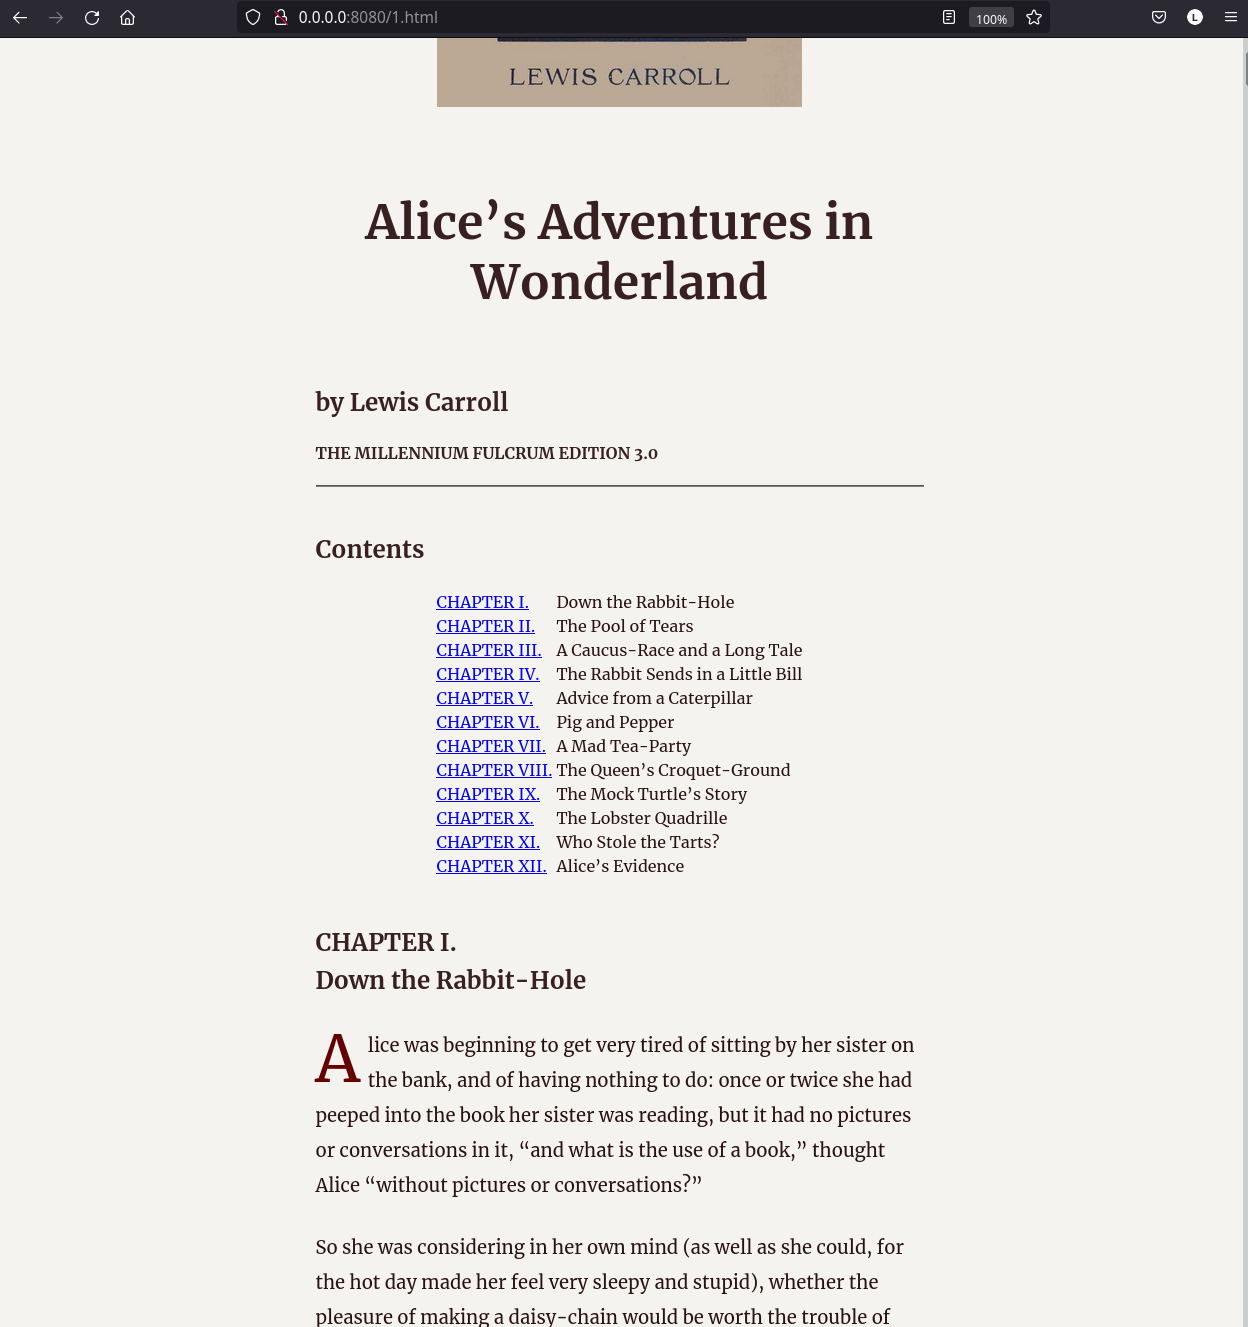 0.0.0.0:8080/1.html
100%
L
LEWIS CARROLL
Alice’s Adventures in
Wonderland
by Lewis Carroll
THE MILLENNIUM FULCRUM EDITION 3.0
Contents
CHAPTER I. Down the Rabbit-Hole
CHAPTER II. The Pool of Tears
CHAPTER III. A Caucus-Race and a Long Tale
CHAPTER IV. The Rabbit Sends in a Little Bill
CHAPTER V. Advice from a Caterpillar
CHAPTER VI. Pig and Pepper
CHAPTER VII. A Mad Tea-Party
CHAPTER VIII. The Queen’s Croquet-Ground
CHAPTER IX. The Mock Turtle’s Story
CHAPTER X. The Lobster Quadrille
CHAPTER XI. Who Stole the Tarts?
CHAPTER XII. Alice’s Evidence
CHAPTER I.
Down the Rabbit-Hole
Alice was beginning to get very tired of sitting by her sister on
the bank, and of having nothing to do: once or twice she had
peeped into the book her sister was reading, but it had no pictures
or conversations in it, “and what is the use of a book,” thought
Alice “without pictures or conversations?”
So she was considering in her own mind (as well as she could, for
the hot day made her feel very sleepy and stupid), whether the
pleasure of making a daisy-chain would be worth the trouble of